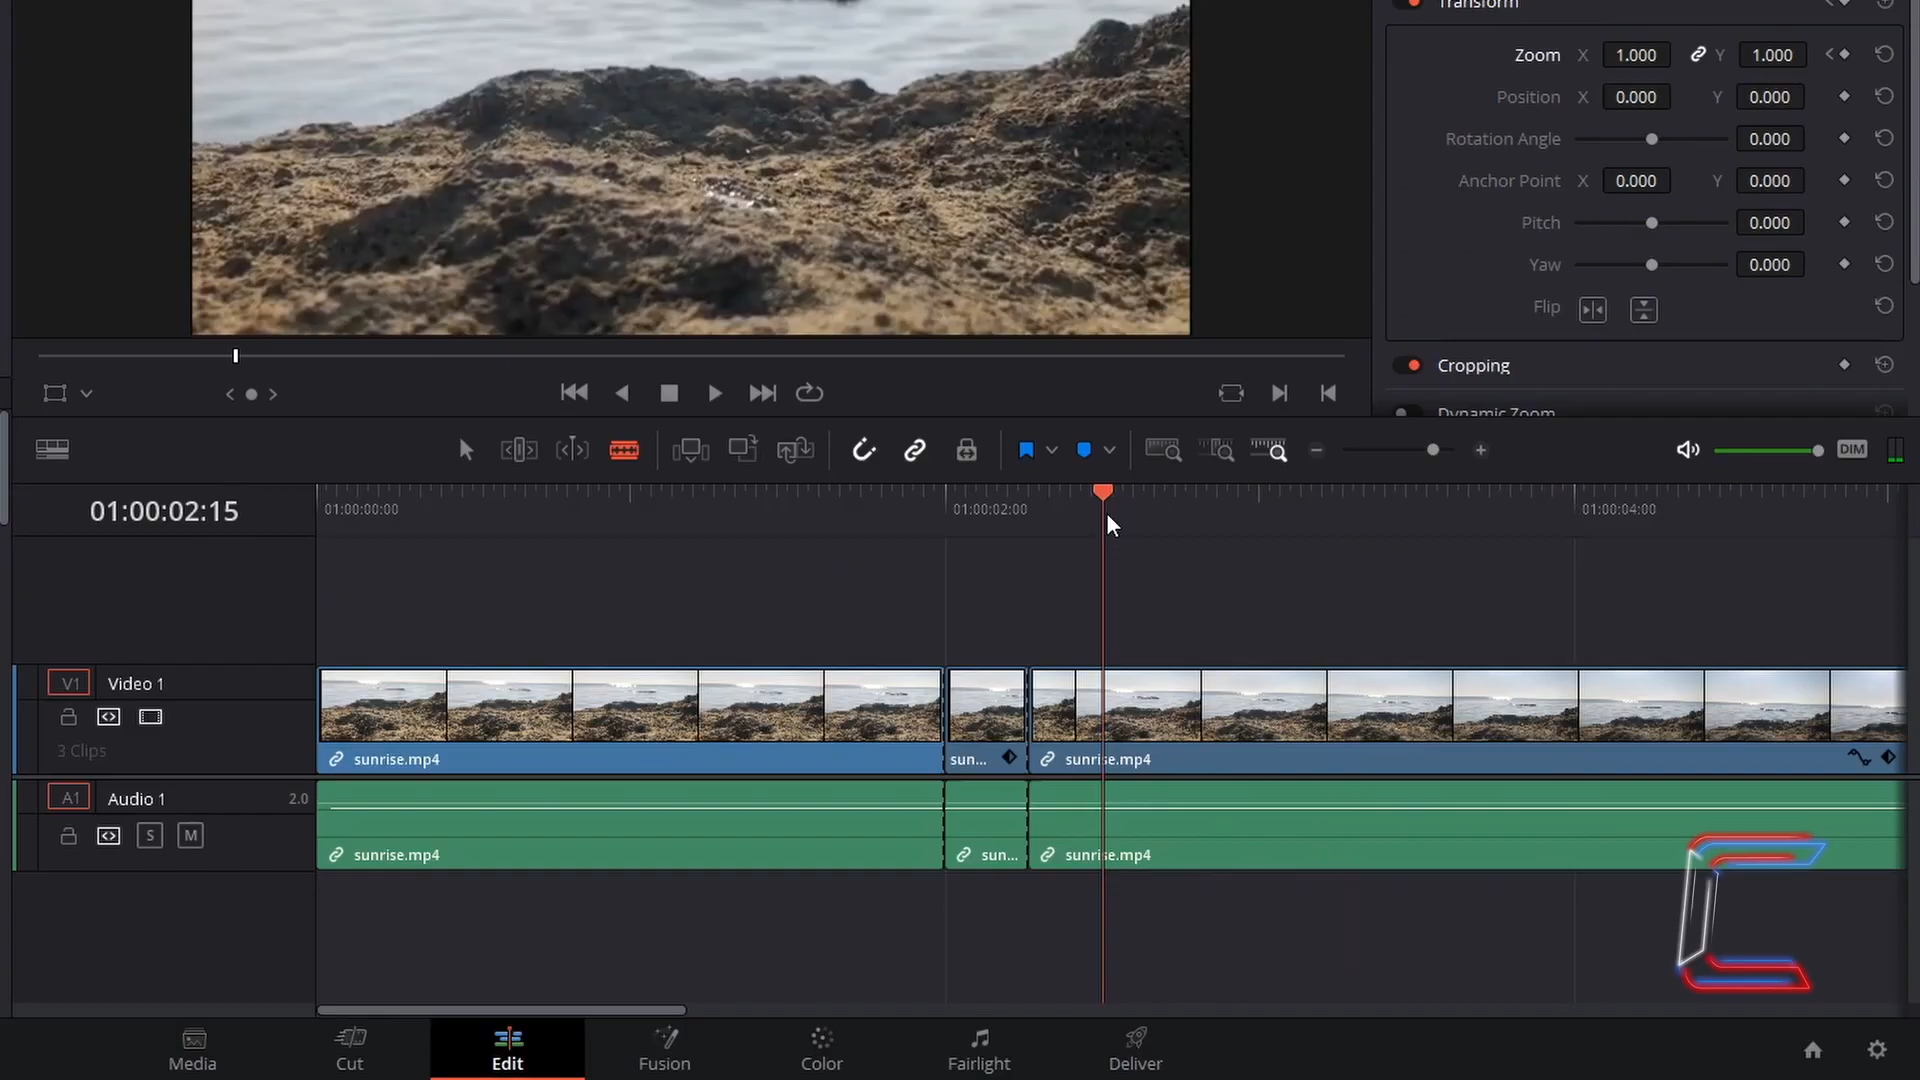 Transform
Zoom X 1.000 Y 1.000
Position X 0.000 Y 0.000
Rotation Angle 0.000
Anchor Point X 0.000 Y 0.000
Pitch 0.000
Yaw 0.000
Flip
Cropping
Dynamic Zoom
DIM
01:00:02:15
01:00:00:00
01:00:02:00
01:00:04:00
V1 Video 1
3 Clips
sunrise.mp4
sun...
sunrise.mp4
A1 Audio 1 2.0
S M
sunrise.mp4
sun...
sunrise.mp4
Media
Cut
Edit
Fusion
Color
Fairlight
Deliver